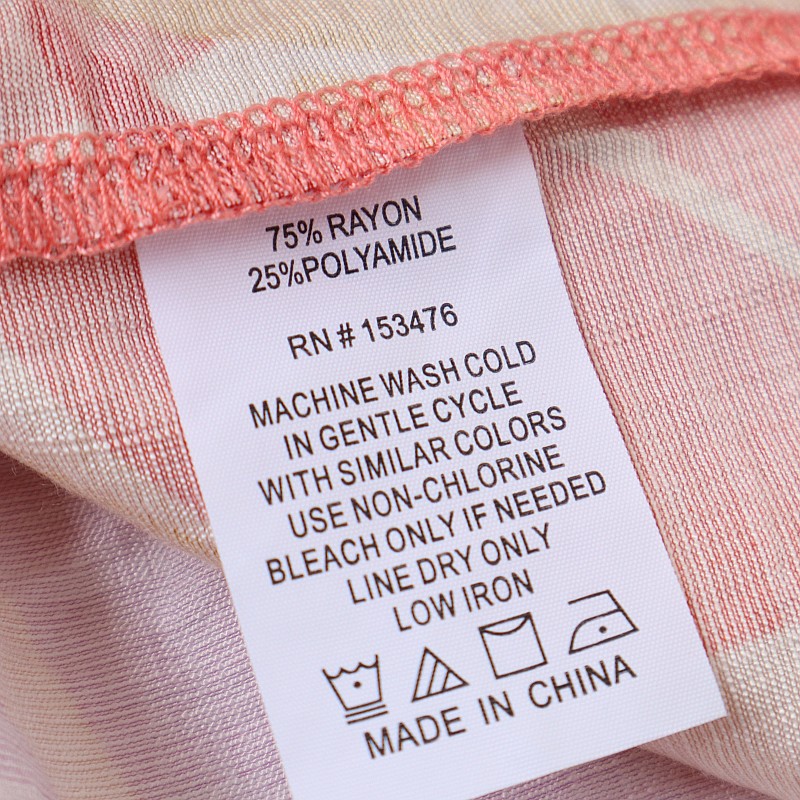 75% RAYON
25%POLYAMIDE
RN # 153476
MACHINE WASH COLD
IN GENTLE CYCLE
WITH SIMILAR COLORS
USE NON-CHLORINE
BLEACH ONLY IF NEEDED
LINE DRY ONLY
LOW IRON
MADE IN CHINA